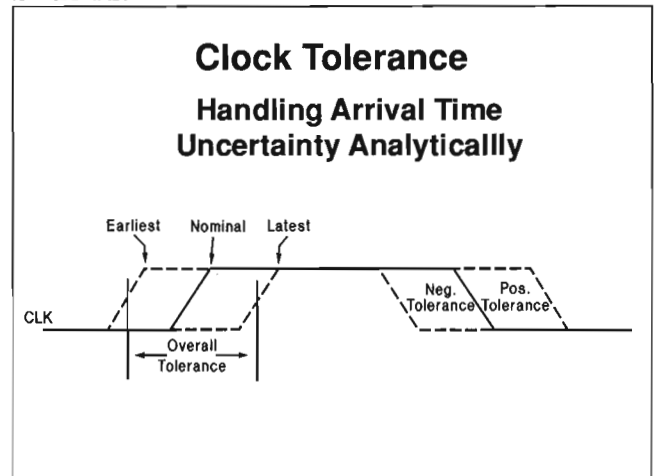 Clock Tolerance
Handling Arrival Time
Uncertainty Analyticallly
Earliest Nominal Latest
CLK
Overall
Tolerance
Neg.
Tolerance
Pos.
Tolerance